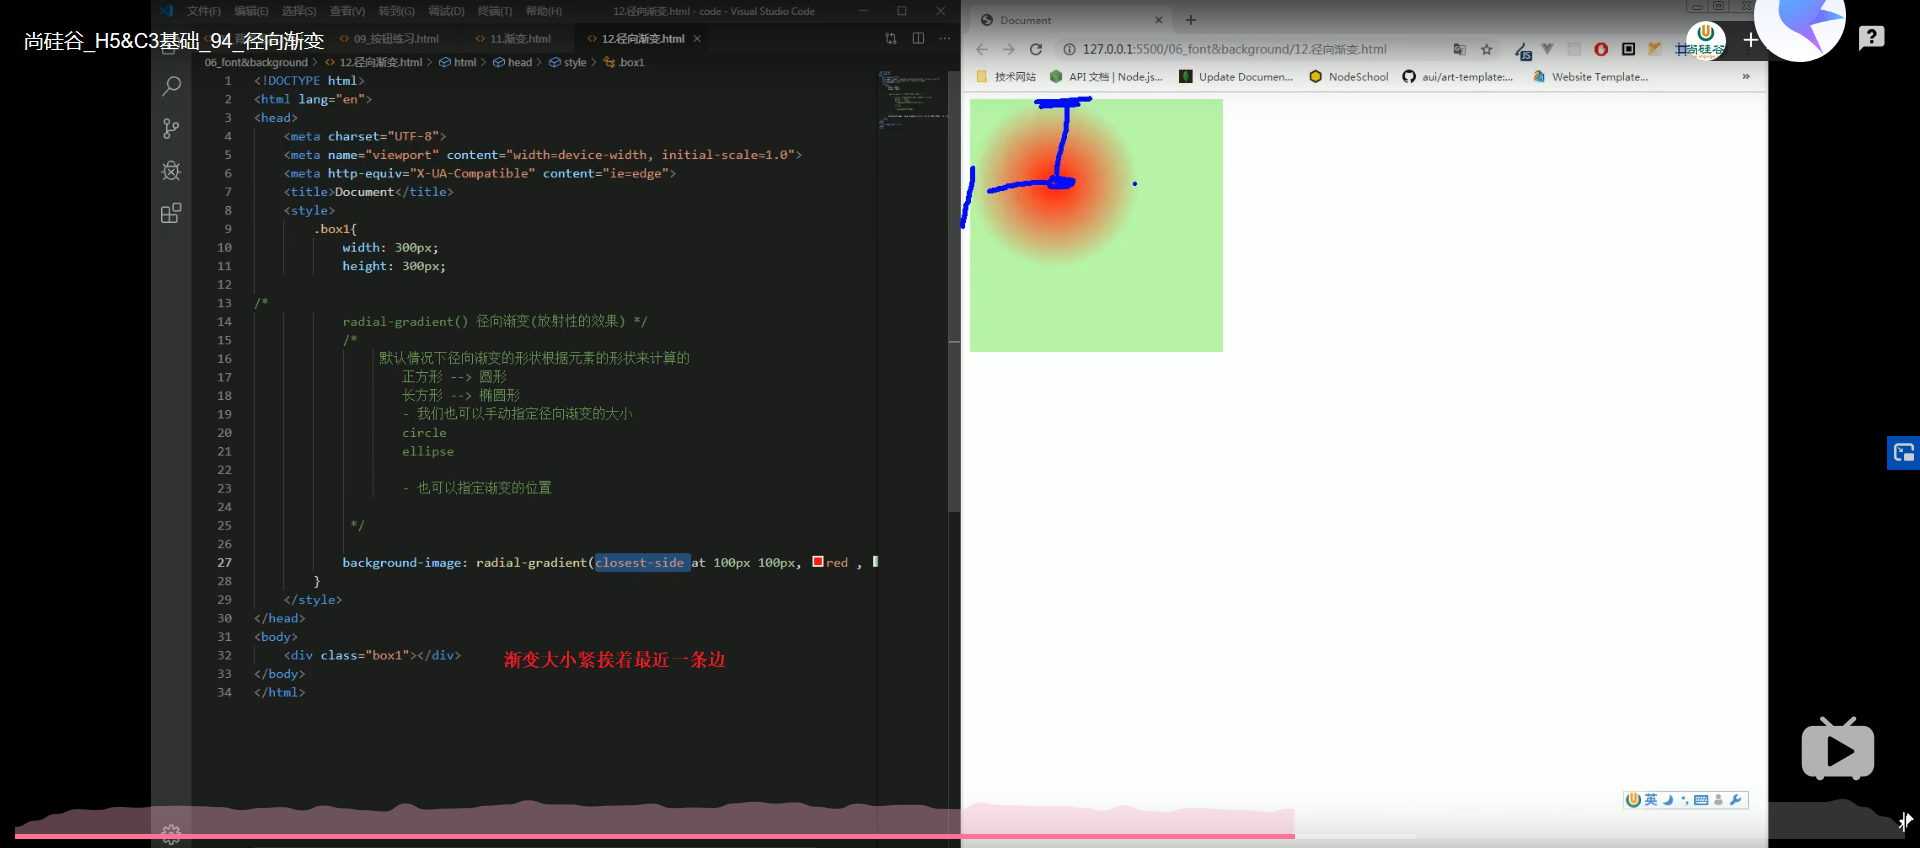 文件(F) 编辑(E) 选择(S) 查看(V) 转到(G) 调试(D) 终端(T) 帮助(H) 12.径向渐变.html - code - Visual Studio Code
尚硅谷_H5&C3基础_94_径向渐变
09_按钮练习.html 11.渐变.html 12.径向渐变.html
06_font&background > 12.径向渐变.html > html > head > style > .box1
1 <!DOCTYPE html>
2 <html lang="en">
3 <head>
4 <meta charset="UTF-8">
5 <meta name="viewport" content="width=device-width, initial-scale=1.0">
6 <meta http-equiv="X-UA-Compatible" content="ie=edge">
7 <title>Document</title>
8 <style>
9 .box1{
10 width: 300px;
11 height: 300px;
12
13 /*
14 radial-gradient() 径向渐变(放射性的效果) */
15 /*
16 默认情况下径向渐变的形状根据元素的形状来计算的
17 正方形 --> 圆形
18 长方形 --> 椭圆形
19 - 我们也可以手动指定径向渐变的大小
20 circle
21 ellipse
22
23 - 也可以指定渐变的位置
24
25 */
26
27 background-image: radial-gradient(closest-side at 100px 100px, red ,
28 }
29 </style>
30 </head>
31 <body>
32 <div class="box1"></div>
33 </body>
34 </html>
渐变大小紧挨着最近一条边
Document
127.0.0.1:5500/06_font&background/12.径向渐变.html
技术网站 API 文档 | Node.js... Update Documen... NodeSchool aui/art-template:... Website Template... »
尚硅谷
英